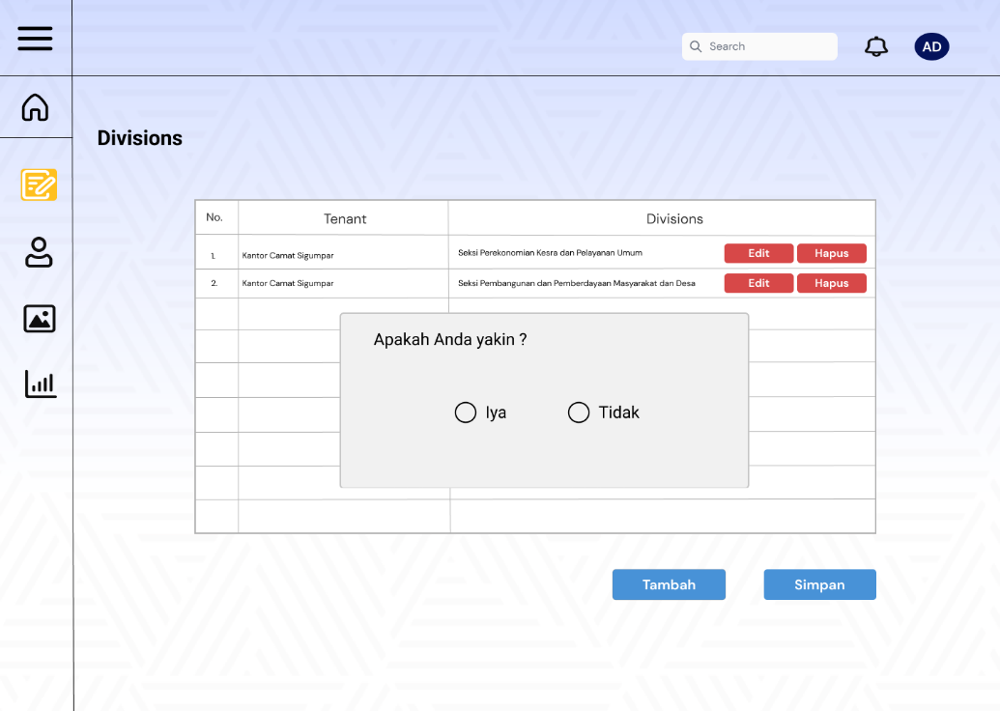 Search
AD
Divisions
No. Tenant Divisions
1. Kantor Camat Sigumpar Seksi Perekonomian Kesra dan Pelayanan Umum Edit Hapus
2. Kantor Camat Sigumpar Seksi Pembangunan dan Pemberdayaan Masyarakat dan Desa Edit Hapus
Apakah Anda yakin ?
Iya Tidak
Tambah Simpan